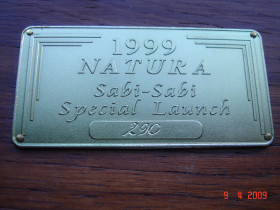 1999
NATURA
Sabi-Sabi
Special Launch
290
9 4 2009